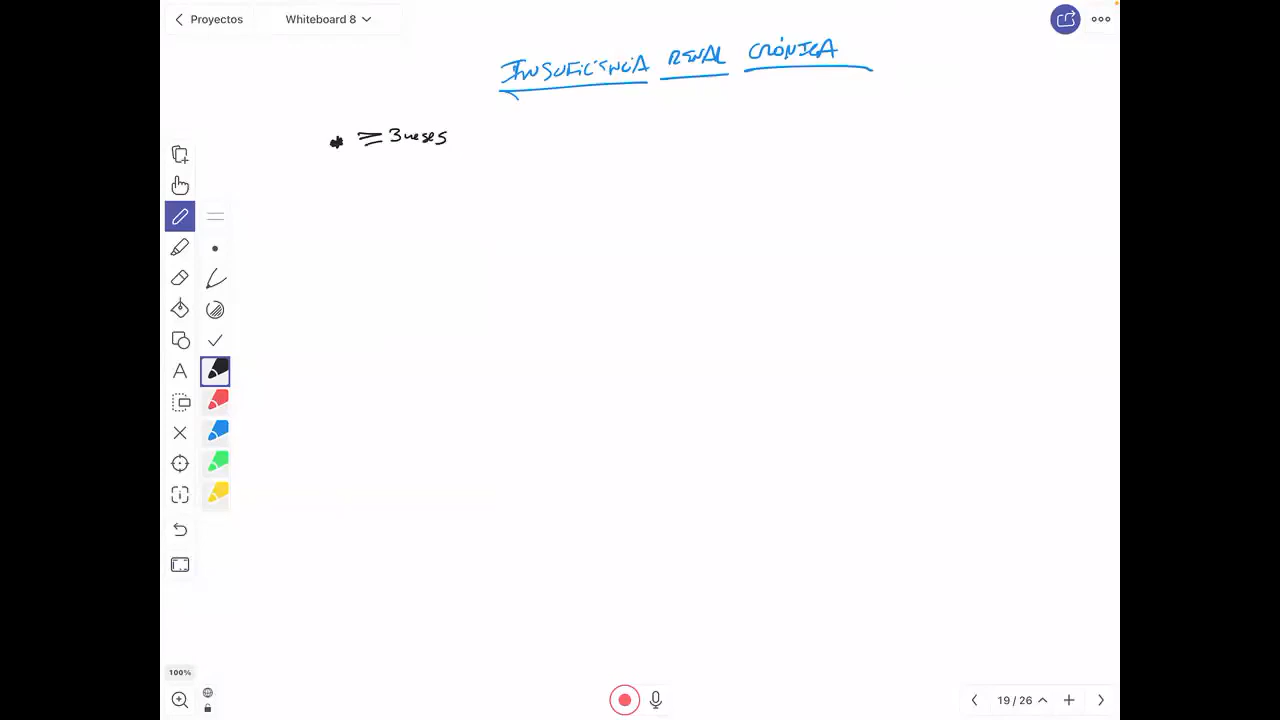 Proyectos Whiteboard 8
INSUFICIENCIA RENAL CRÓNICA
* ≥ 3 meses
100%
19 / 26